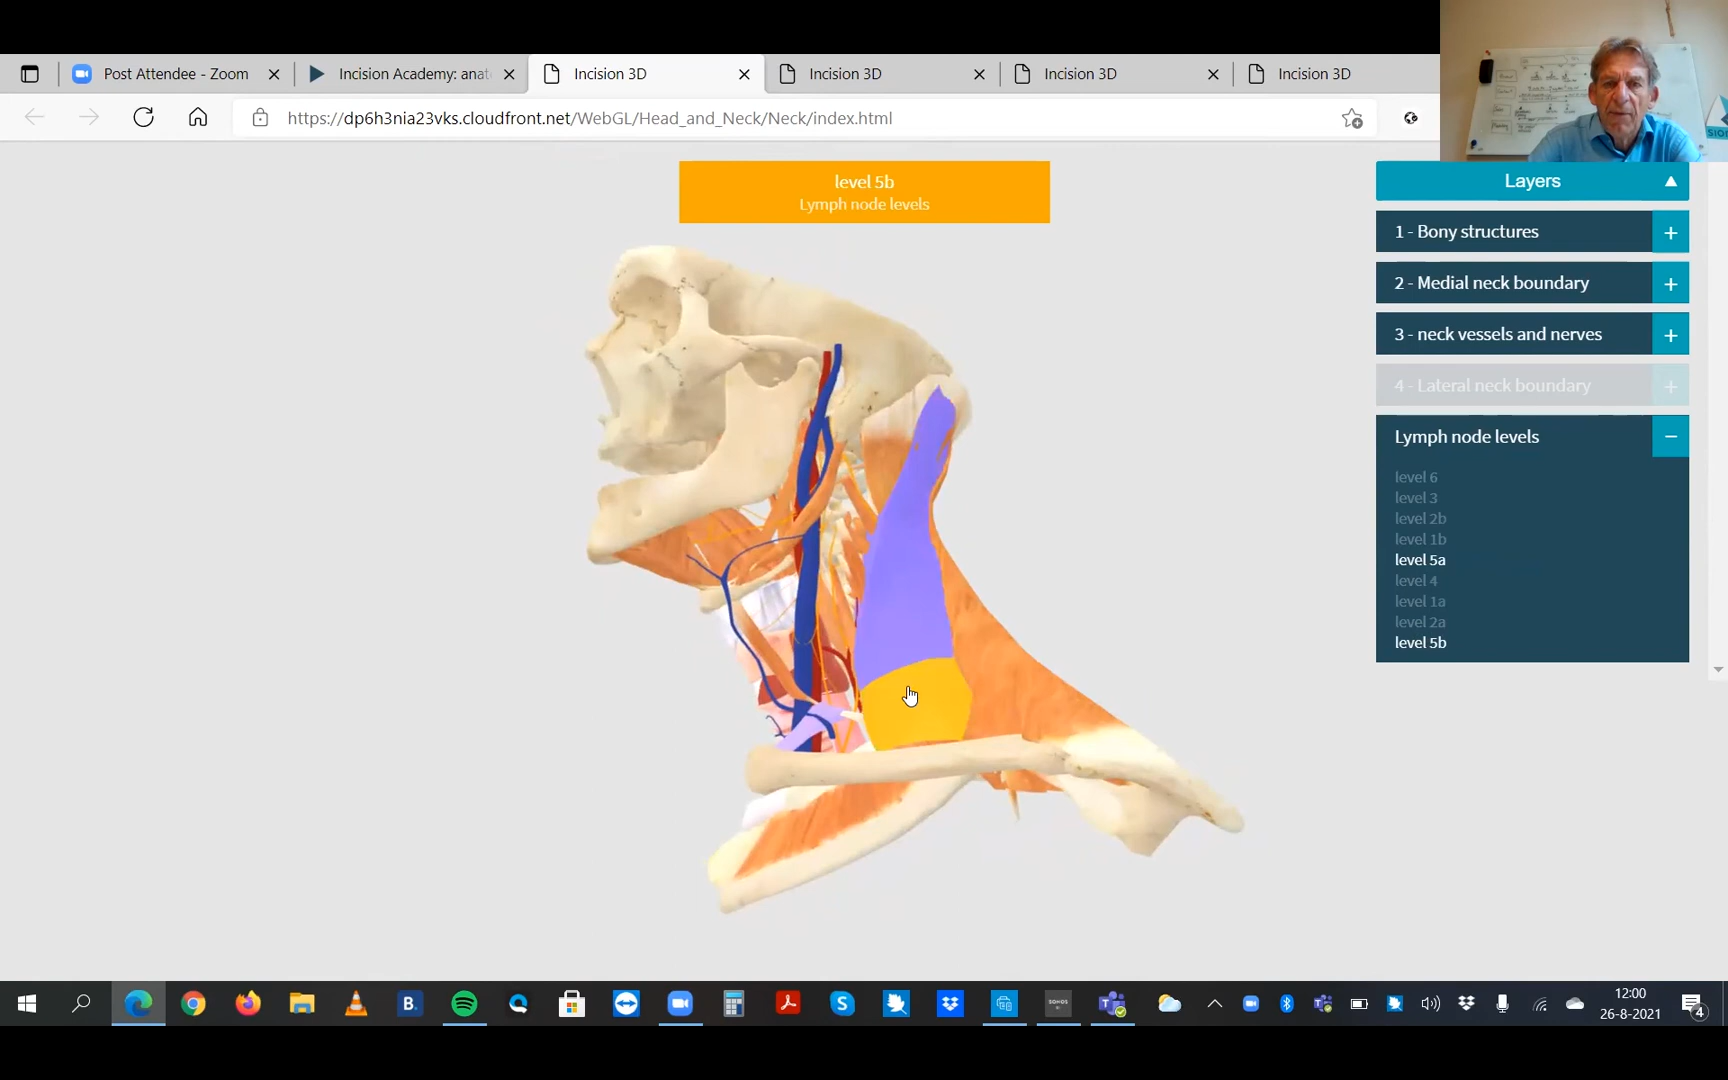 Post Attendee - Zoom
Incision Academy: anat
Incision 3D
Incision 3D
Incision 3D
Incision 3D
https://dp6h3nia23vks.cloudfront.net/WebGL/Head_and_Neck/Neck/index.html
level 5b
Lymph node levels
Layers
1 - Bony structures
2 - Medial neck boundary
3 - neck vessels and nerves
4 - Lateral neck boundary
Lymph node levels
level 6
level 3
level 2b
level 1b
level 5a
level 4
level 1a
level 2a
level 5b
B.
SONOS
12:00
26-8-2021
4